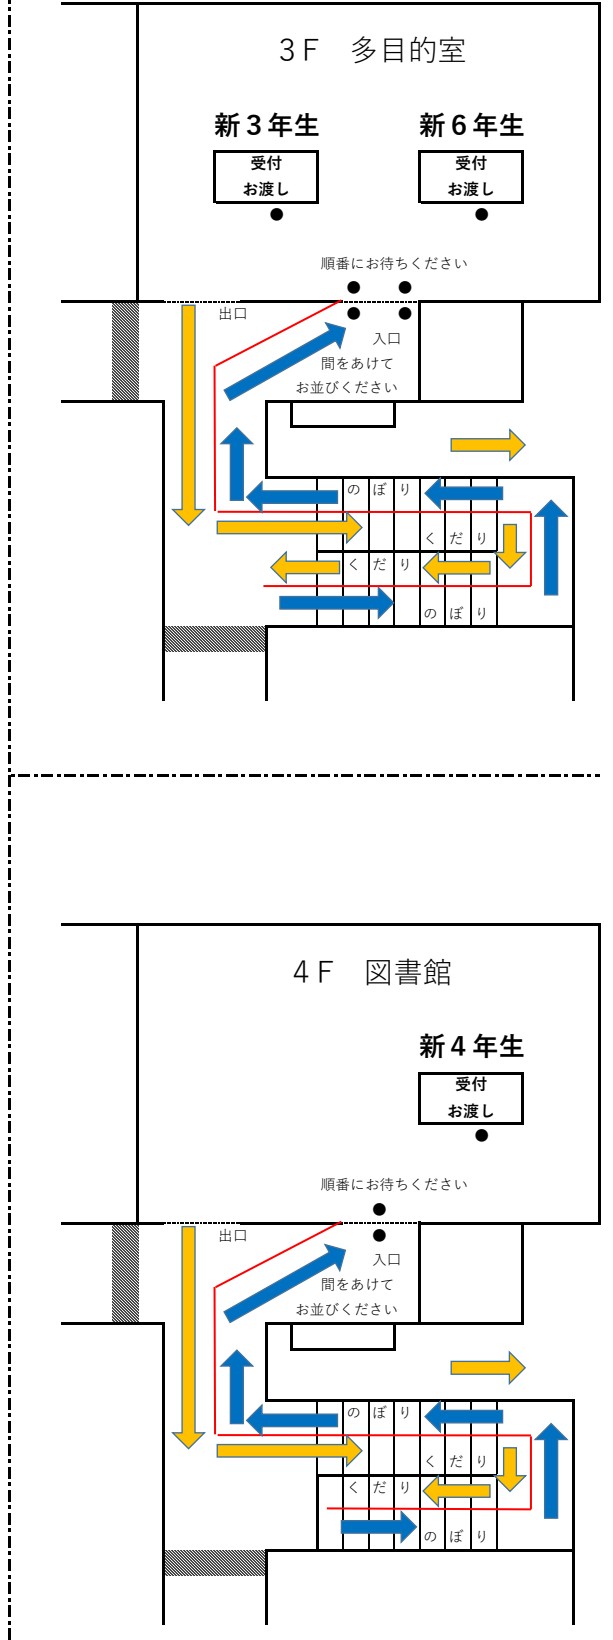 ３Ｆ　多目的室
新３年生
新６年生
受付
お渡し
受付
お渡し
順番にお待ちください
出口
入口
間をあけて
お並びください
のぼり
くだり
くだり
のぼり
４Ｆ　図書館
新４年生
受付
お渡し
順番にお待ちください
出口
入口
間をあけて
お並びください
のぼり
くだり
くだり
のぼり